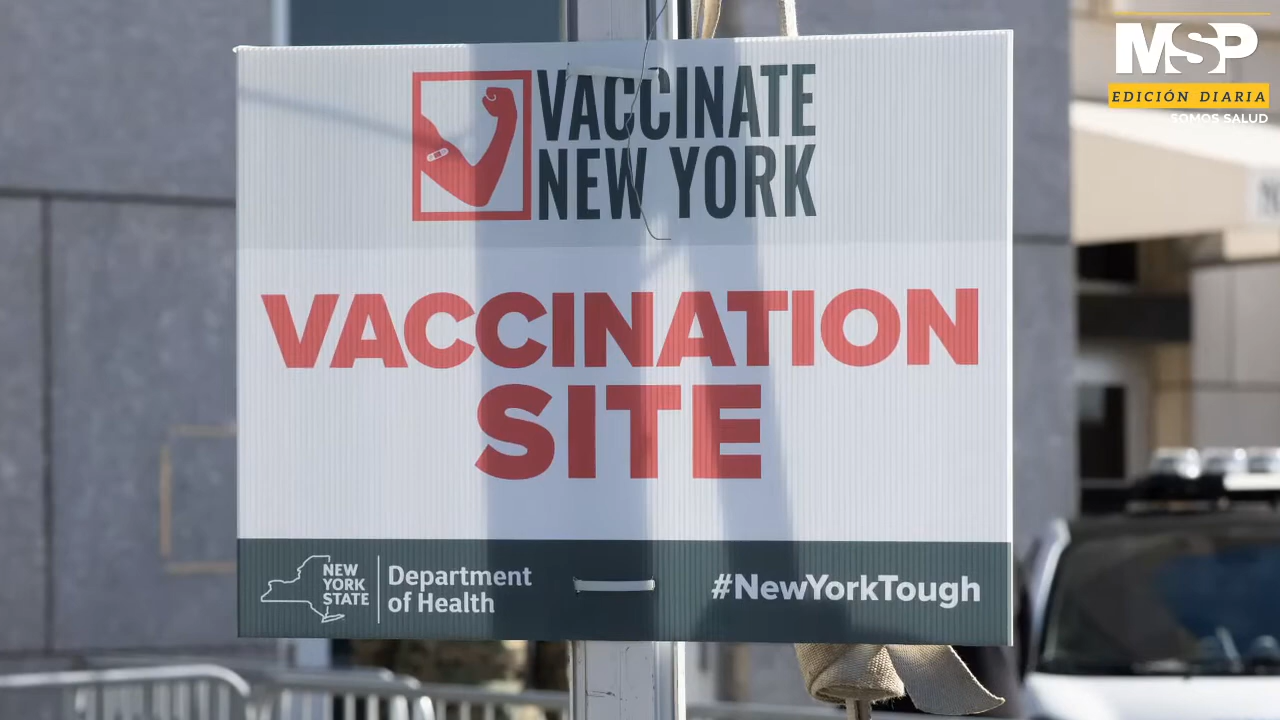 MSP
EDICIÓN DIARIA
SOMOS SALUD
VACCINATE
NEW YORK
VACCINATION
SITE
NEW
YORK
STATE
Department
of Health
#NewYorkTough